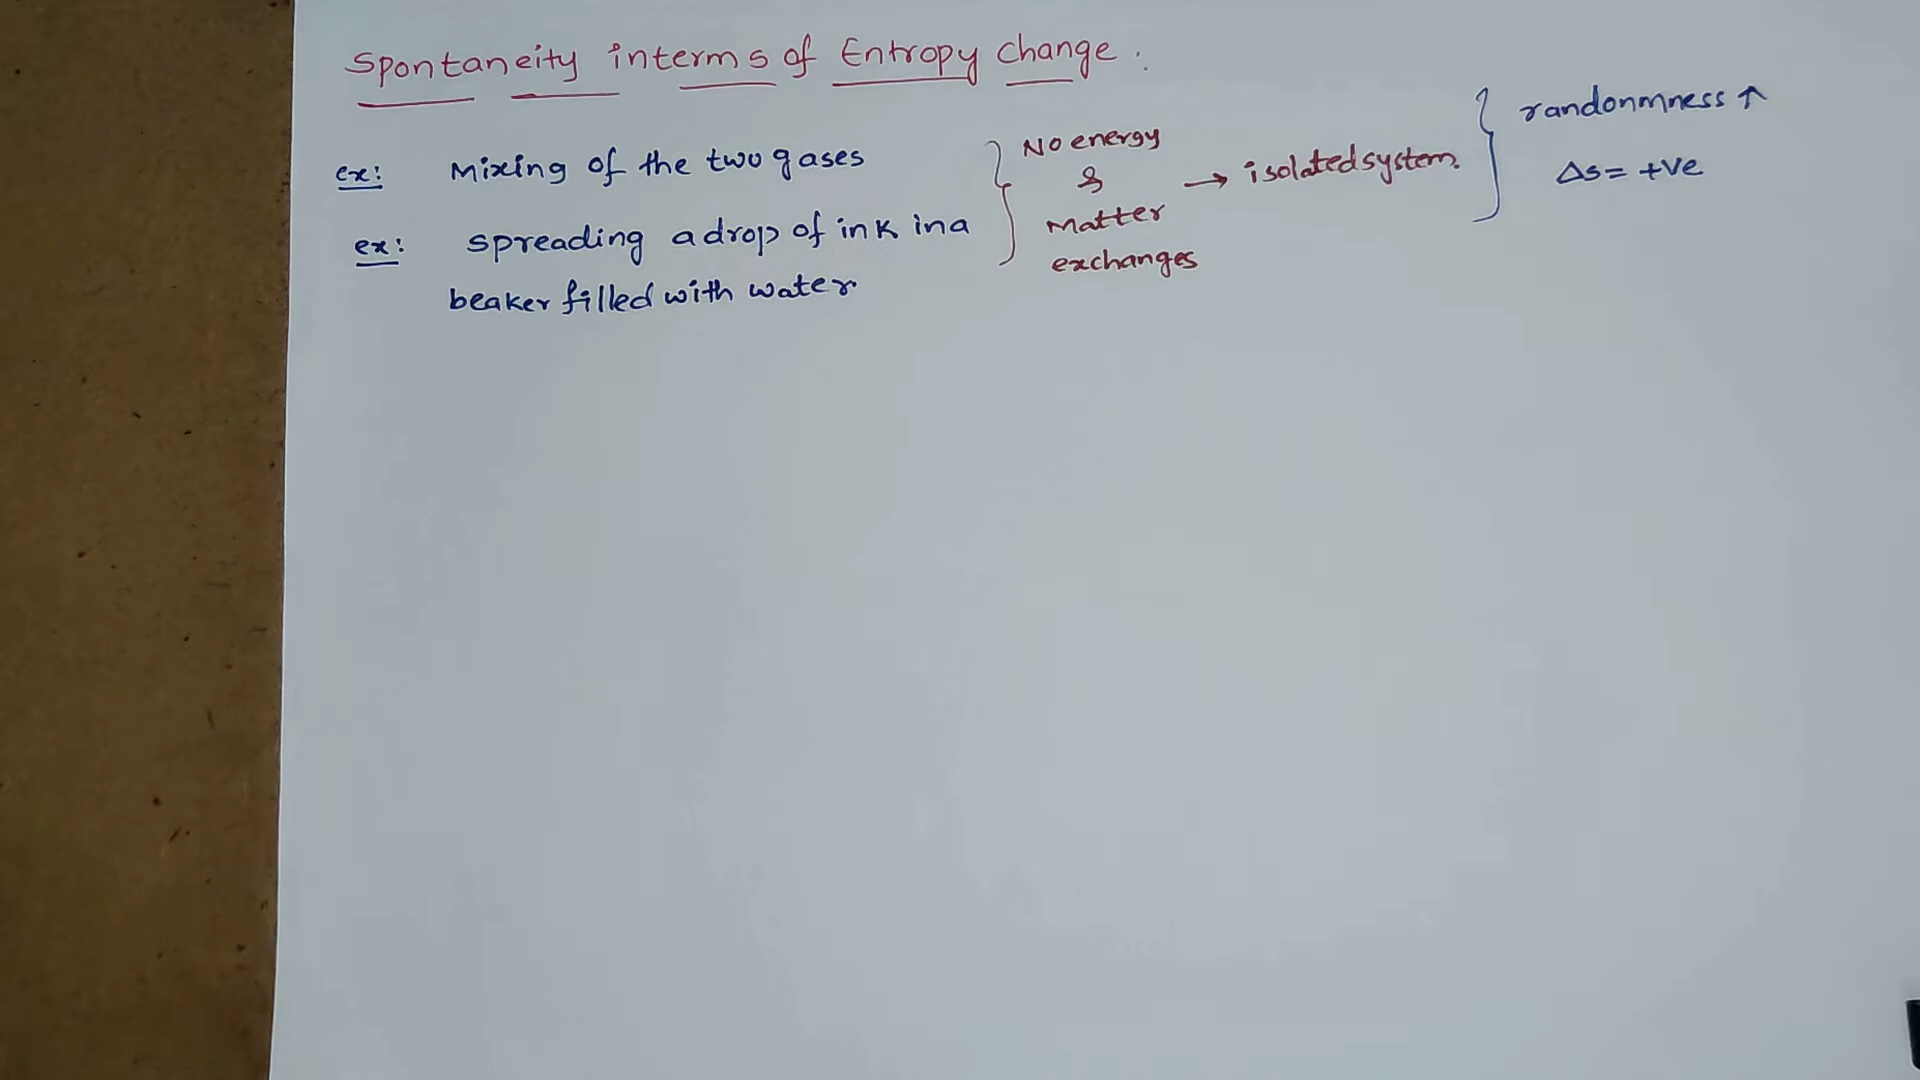 Spontaneity interms of Entropy change.
ex: Mixing of the two gases
ex: spreading a drop of ink in a
beaker filled with water
No energy
&
Matter
exchanges
→ isolated system.
randonmness ↑
Δs = +ve